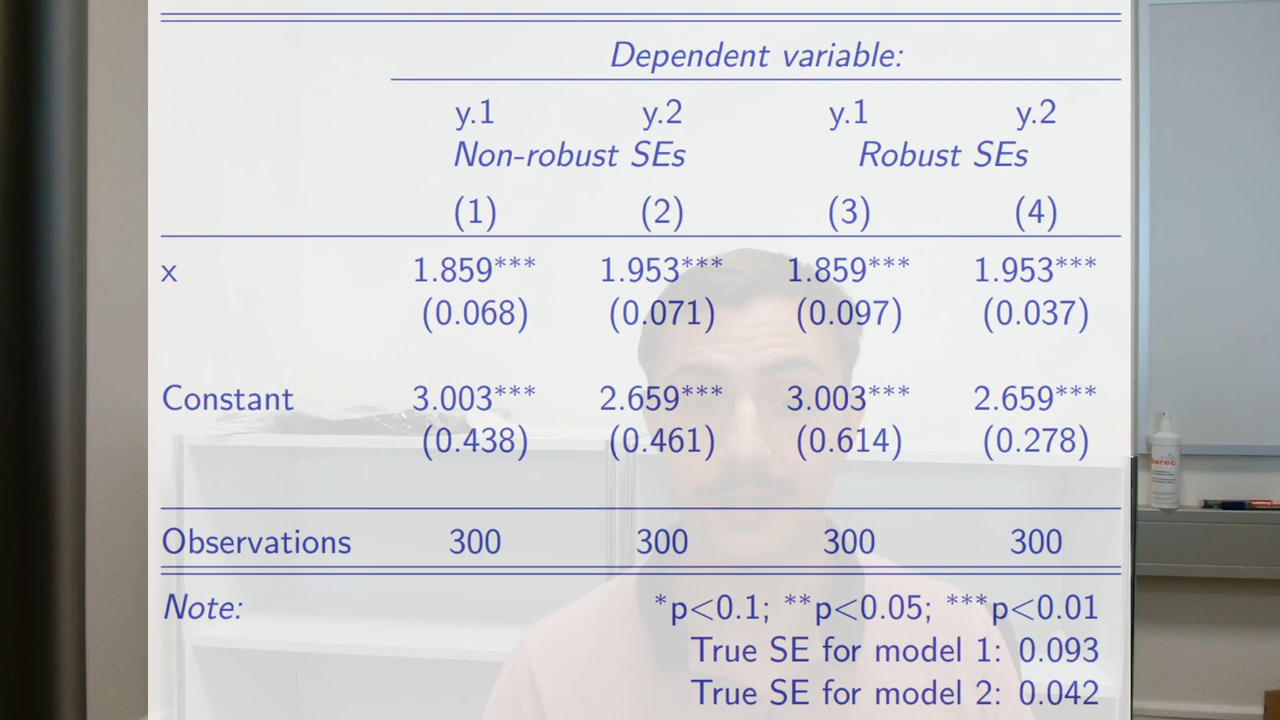 Dependent variable:
y.1 y.2 y.1 y.2
Non-robust SEs Robust SEs
(1) (2) (3) (4)
x 1.859*** 1.953*** 1.859*** 1.953***
(0.068) (0.071) (0.097) (0.037)
Constant 3.003*** 2.659*** 3.003*** 2.659***
(0.438) (0.461) (0.614) (0.278)
Observations 300 300 300 300
Note: *p<0.1; **p<0.05; ***p<0.01
True SE for model 1: 0.093
True SE for model 2: 0.042